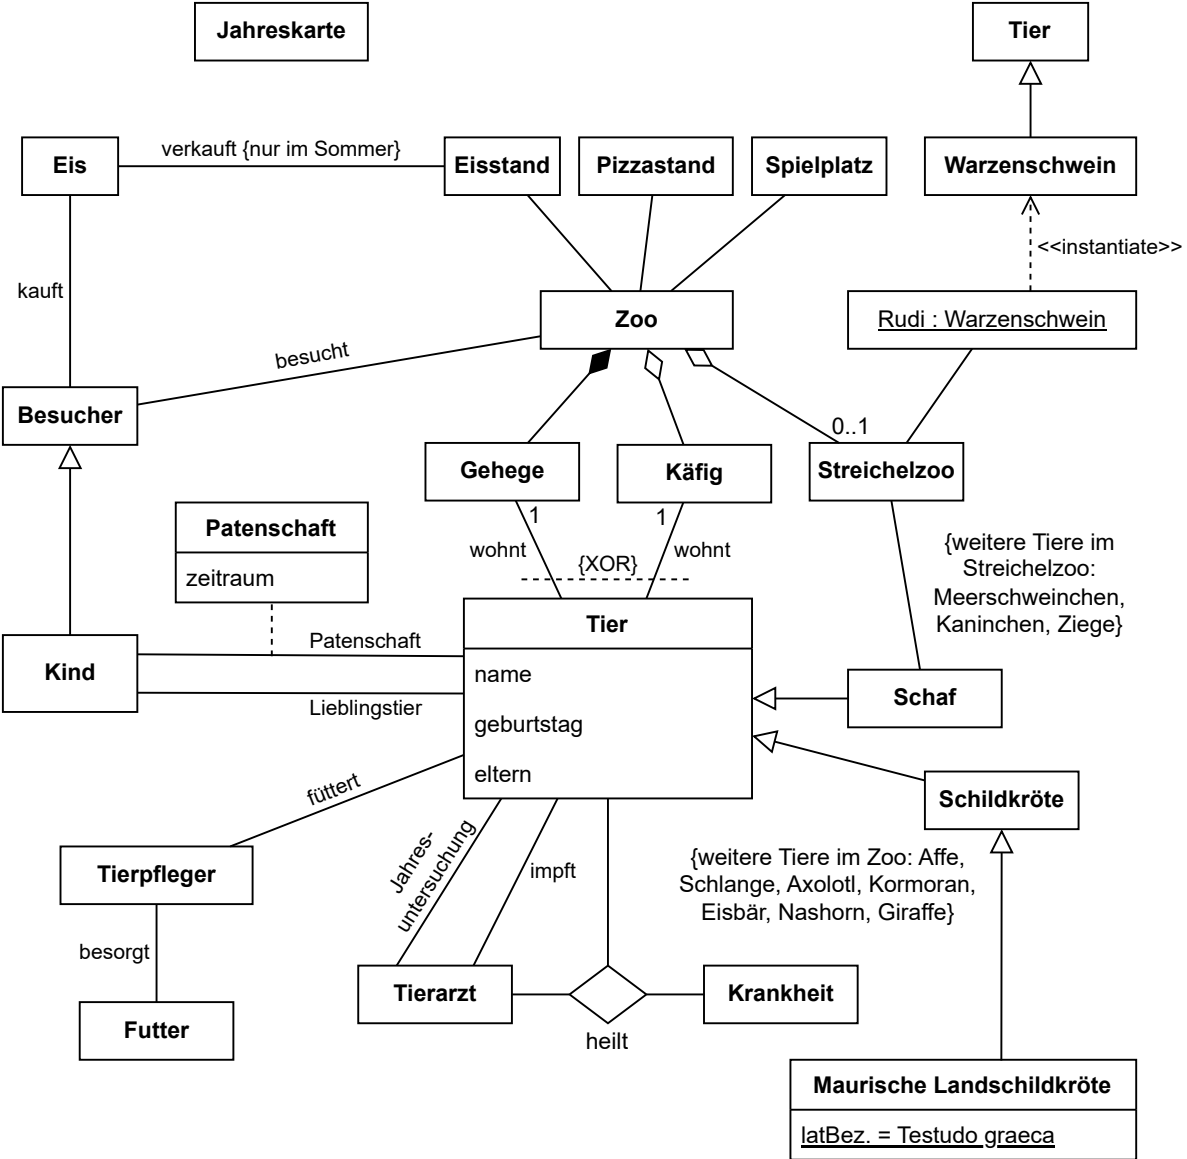 Jahreskarte
Tier
Eis
verkauft {nur im Sommer}
Eisstand
Pizzastand
Spielplatz
Warzenschwein
<<instantiate>>
kauft
Zoo
Rudi : Warzenschwein
besucht
Besucher
0..1
Gehege
Käfig
Streichelzoo
1
1
Patenschaft
zeitraum
wohnt
wohnt
{XOR}
{weitere Tiere im
Streichelzoo:
Meerschweinchen,
Kaninchen, Ziege}
Tier
name
geburtstag
eltern
Patenschaft
Kind
Lieblingstier
Schaf
füttert
Schildkröte
Tierpfleger
Jahres-
untersuchung
impft
{weitere Tiere im Zoo: Affe,
Schlange, Axolotl, Kormoran,
Eisbär, Nashorn, Giraffe}
besorgt
Futter
Tierarzt
heilt
Krankheit
Maurische Landschildkröte
latBez. = Testudo graeca